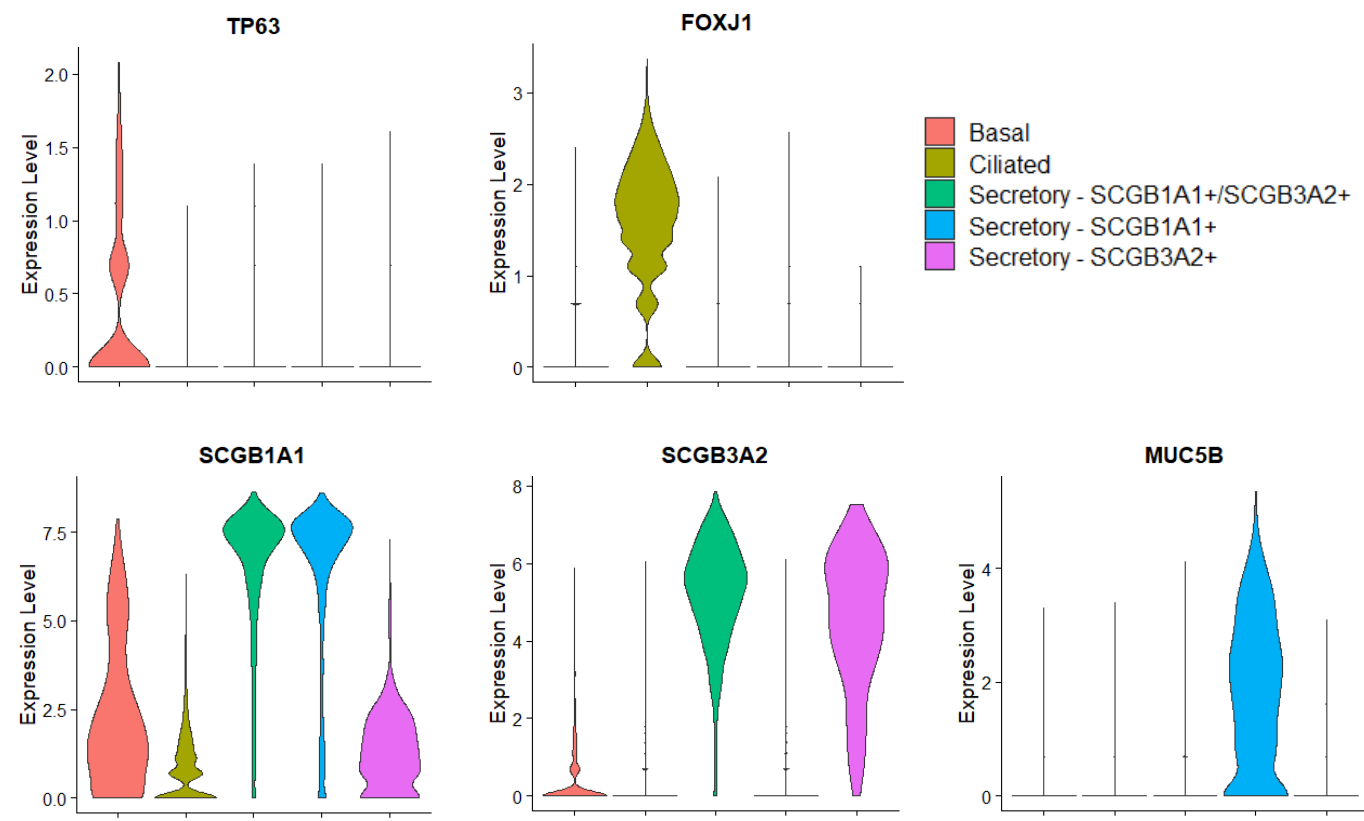 TP63
Expression Level
2.0
1.5
1.0
0.5
0.0
FOXJ1
Expression Level
3
2
1
0
Basal
Ciliated
Secretory - SCGB1A1+/SCGB3A2+
Secretory - SCGB1A1+
Secretory - SCGB3A2+
SCGB1A1
Expression Level
7.5
5.0
2.5
0.0
SCGB3A2
Expression Level
8
6
4
2
0
MUC5B
Expression Level
4
2
0